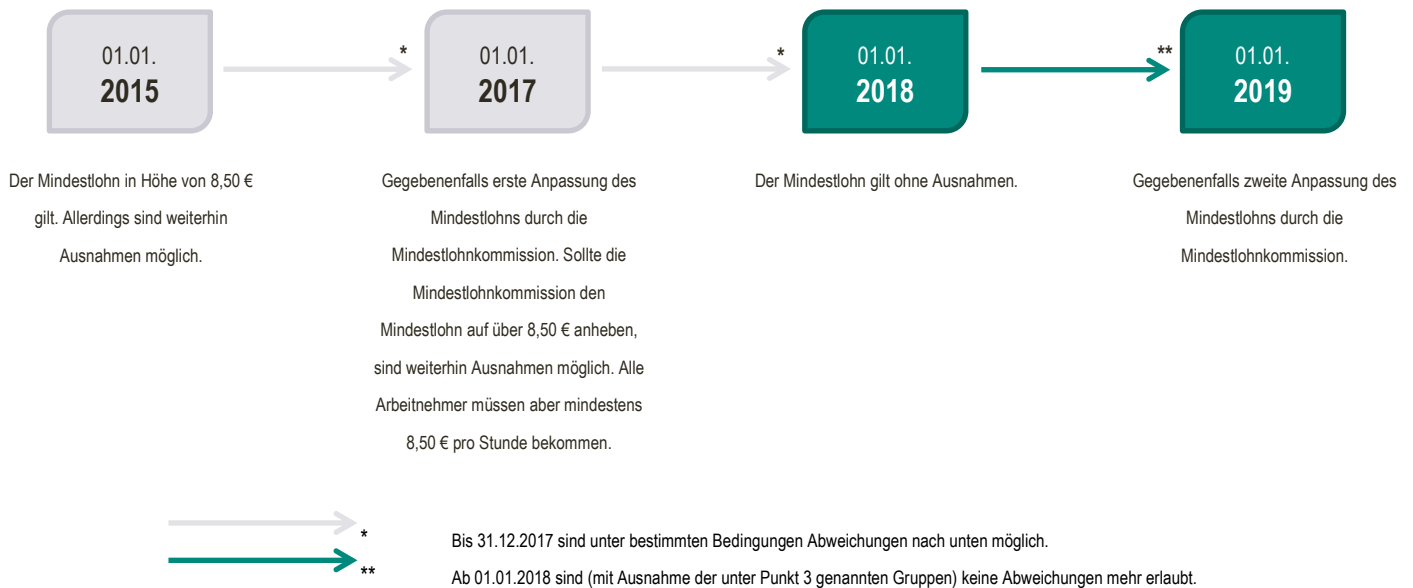 01.01.
2015
*
01.01.
2017
*
01.01.
2018
**
01.01.
2019
Der Mindestlohn in Höhe von 8,50 €
gilt. Allerdings sind weiterhin
Ausnahmen möglich.
Gegebenenfalls erste Anpassung des
Mindestlohns durch die
Mindestlohnkommission. Sollte die
Mindestlohnkommission den
Mindestlohn auf über 8,50 € anheben,
sind weiterhin Ausnahmen möglich. Alle
Arbeitnehmer müssen aber mindestens
8,50 € pro Stunde bekommen.
Der Mindestlohn gilt ohne Ausnahmen.
Gegebenenfalls zweite Anpassung des
Mindestlohns durch die
Mindestlohnkommission.
*
Bis 31.12.2017 sind unter bestimmten Bedingungen Abweichungen nach unten möglich.
**
Ab 01.01.2018 sind (mit Ausnahme der unter Punkt 3 genannten Gruppen) keine Abweichungen mehr erlaubt.